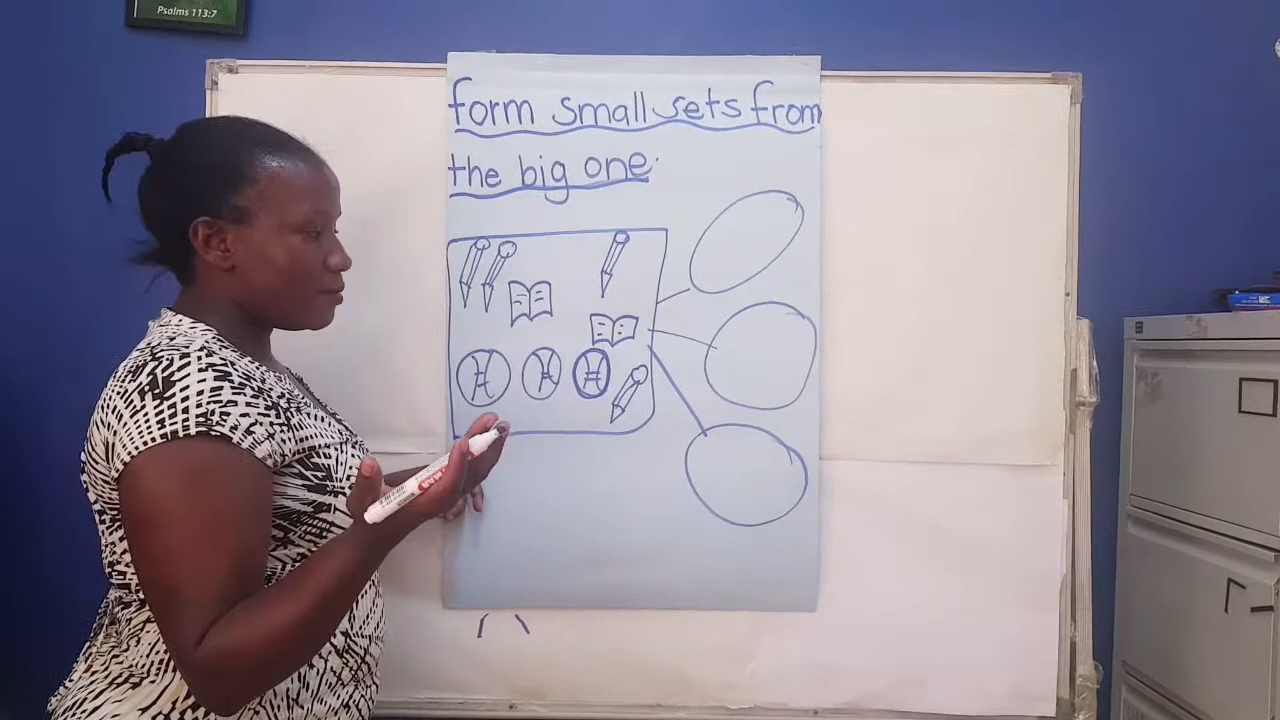 Psalms 113:7
form small sets from
the big one.